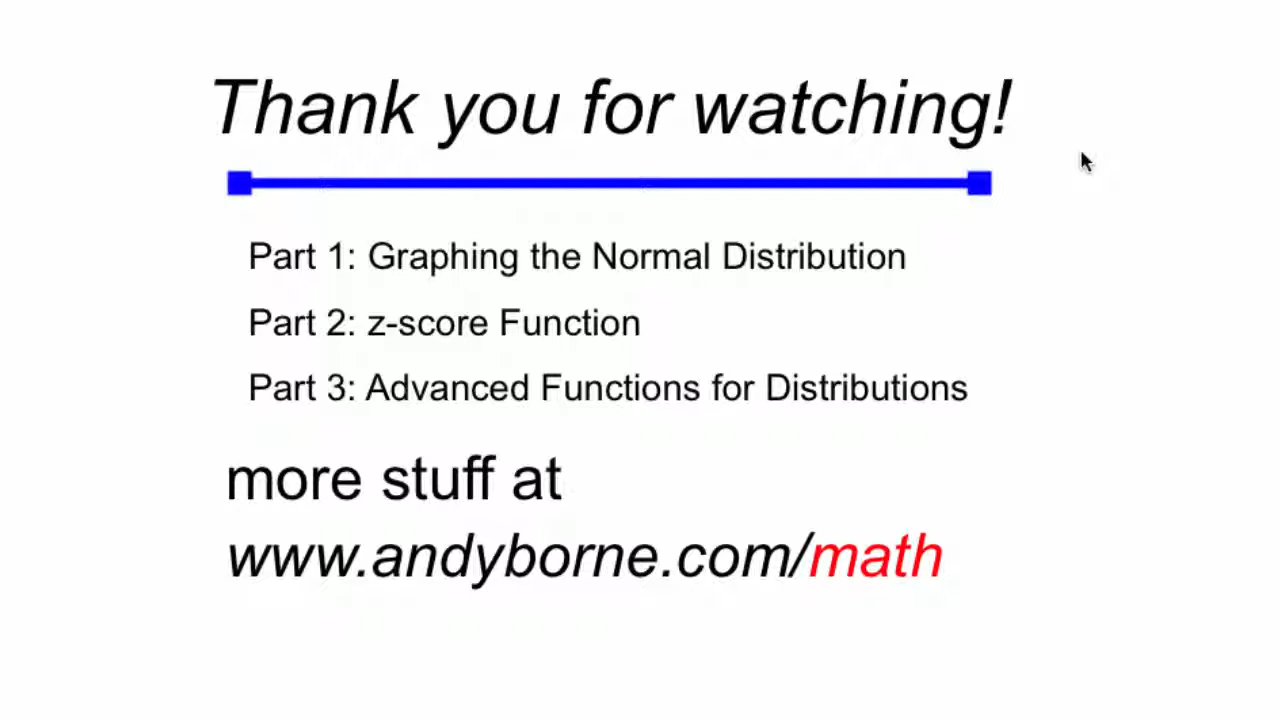 Thank you for watching!
Part 1: Graphing the Normal Distribution
Part 2: z-score Function
Part 3: Advanced Functions for Distributions
more stuff at
www.andyborne.com/math